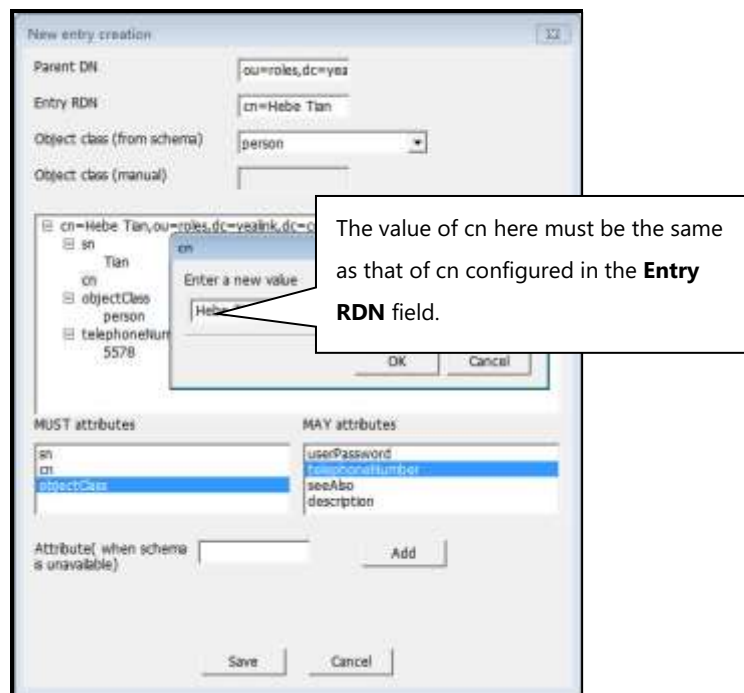 New entry creation
Parent DN
ou=roles,dc=yea
Entry RDN
cn=Hebe Tian
Object class (from schema)
person
Object class (manual)
cn=Hebe Tian,ou=roles,dc=yealink,dc=c
sn
Tian
cn
objectClass
person
telephoneNum
5578
cn
Enter a new value
Hebe
OK
Cancel
The value of cn here must be the same
as that of cn configured in the Entry
RDN field.
MUST attributes
sn
cn
objectClass
MAY attributes
userPassword
telephoneNumber
seeAlso
description
Attribute( when schema
is unavailable)
Add
Save
Cancel